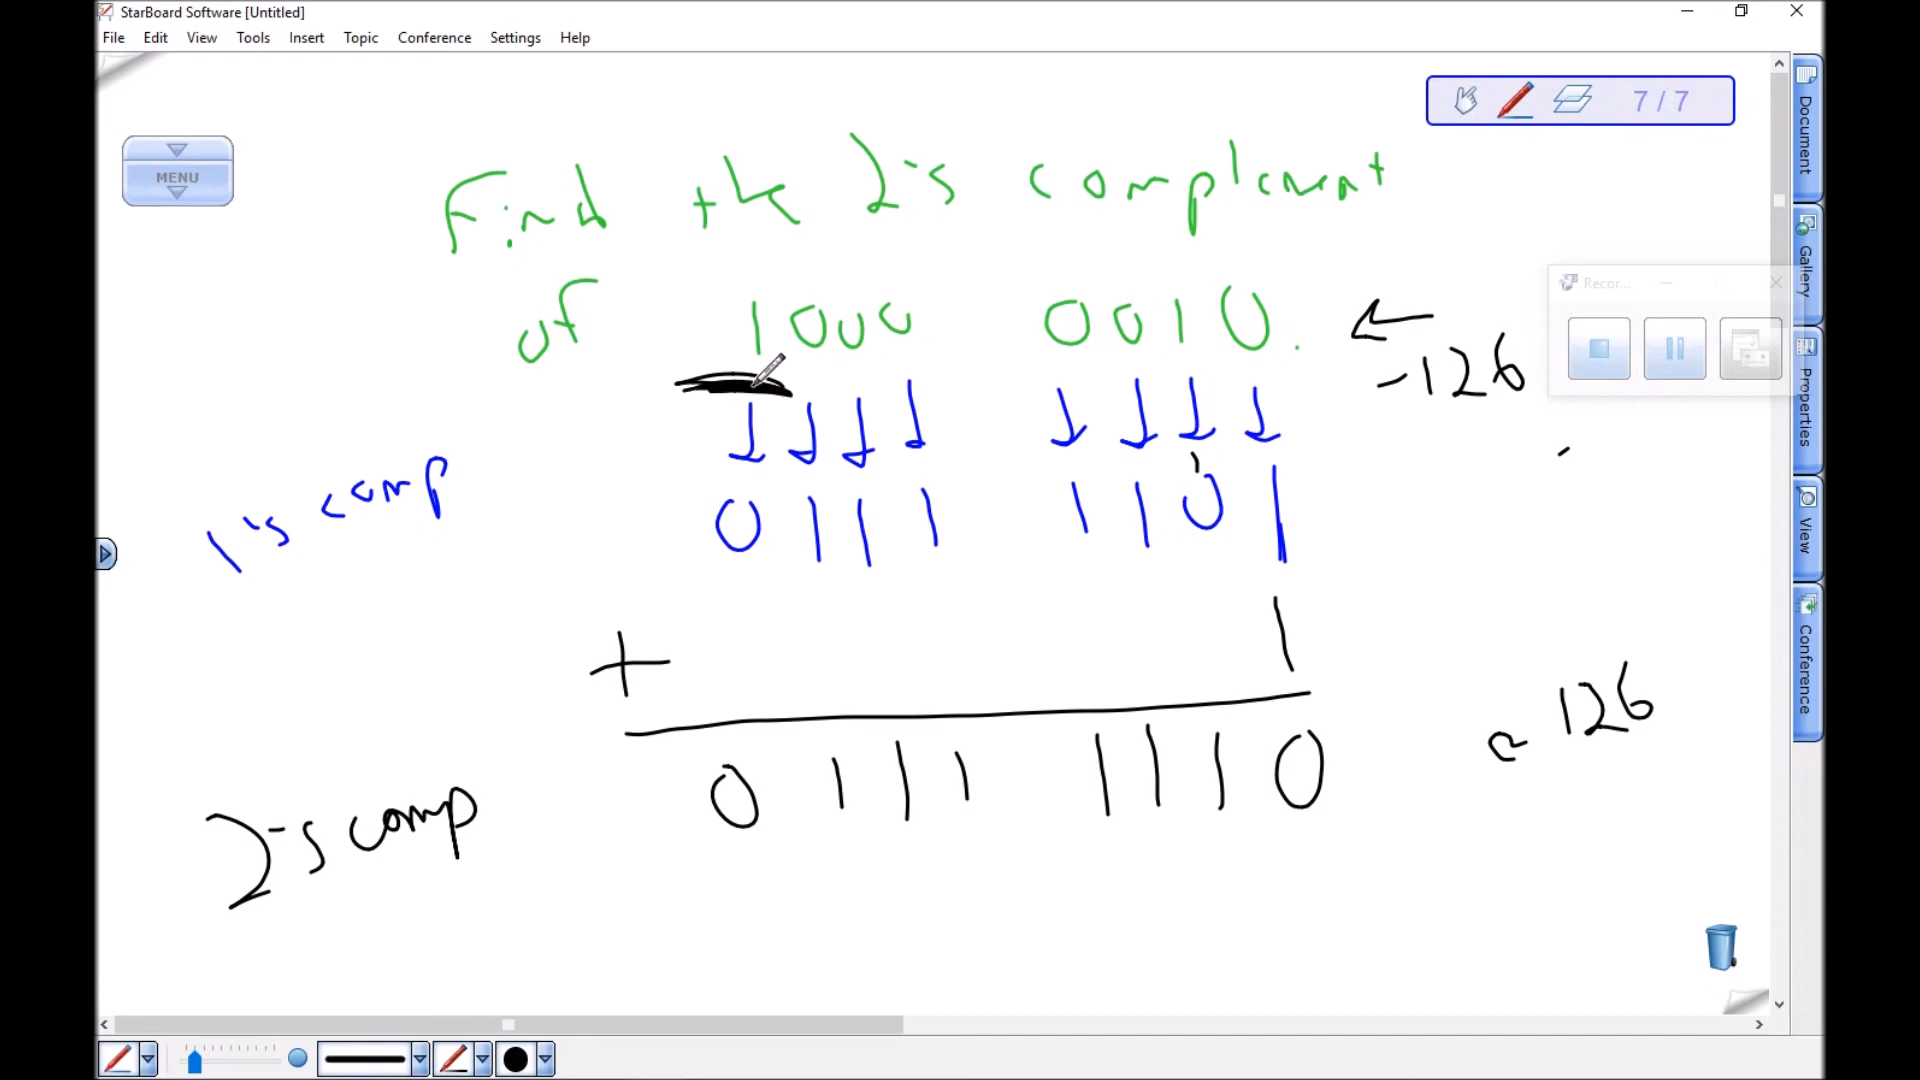 StarBoard Software [Untitled]
File Edit View Tools Insert Topic Conference Settings Help
7 / 7
MENU
Document
Gallery
Properties
View
Conference
Recor...
Find the 2's complement
of 1000 0010.
← -126
1's comp 0111 1101
1
+ 1
2's comp 0111 1110
= 126